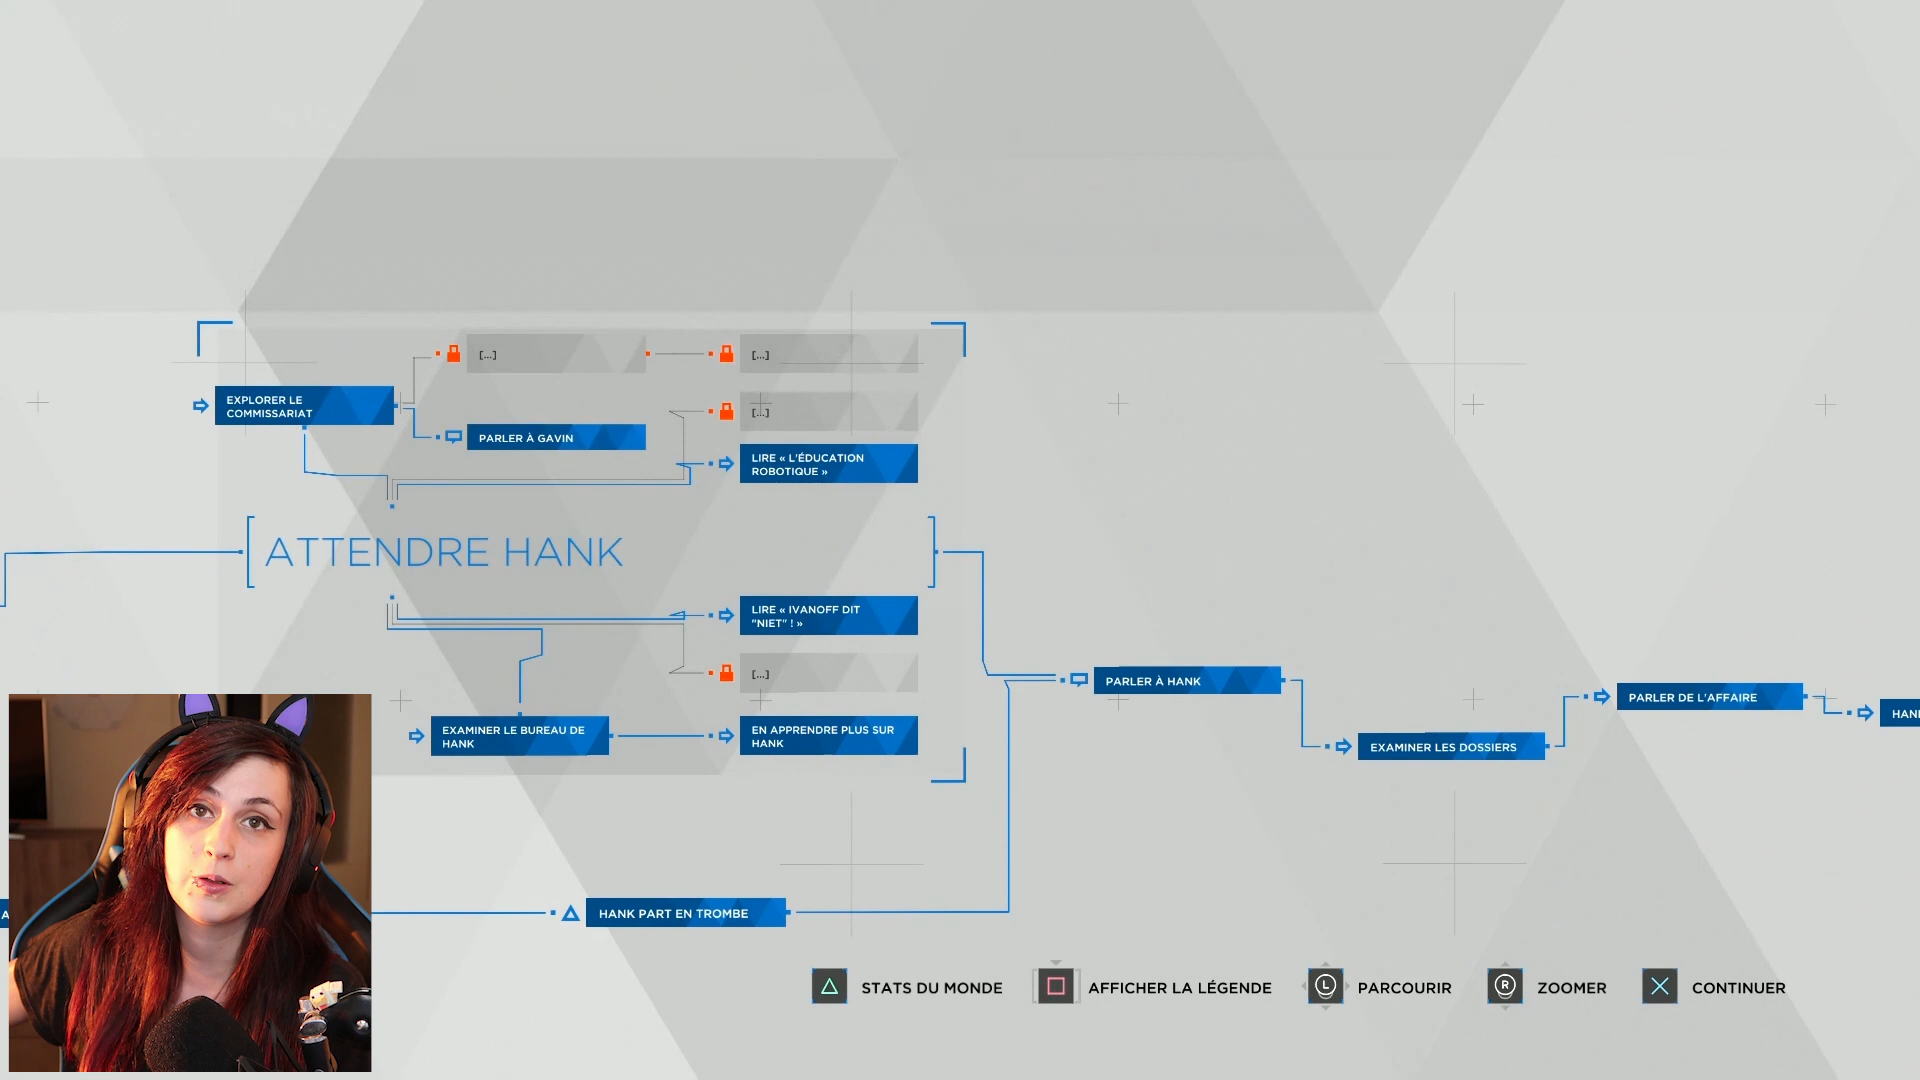 [...]
[...]
EXPLORER LE
COMMISSARIAT
[...]
PARLER À GAVIN
LIRE « L'ÉDUCATION
ROBOTIQUE »
ATTENDRE HANK
LIRE « IVANOFF DIT
"NIET" ! »
[...]
PARLER À HANK
PARLER DE L'AFFAIRE
HAN
EXAMINER LE BUREAU DE
HANK
EN APPRENDRE PLUS SUR
HANK
EXAMINER LES DOSSIERS
A
HANK PART EN TROMBE
STATS DU MONDE
AFFICHER LA LÉGENDE
L
PARCOURIR
R
ZOOMER
CONTINUER